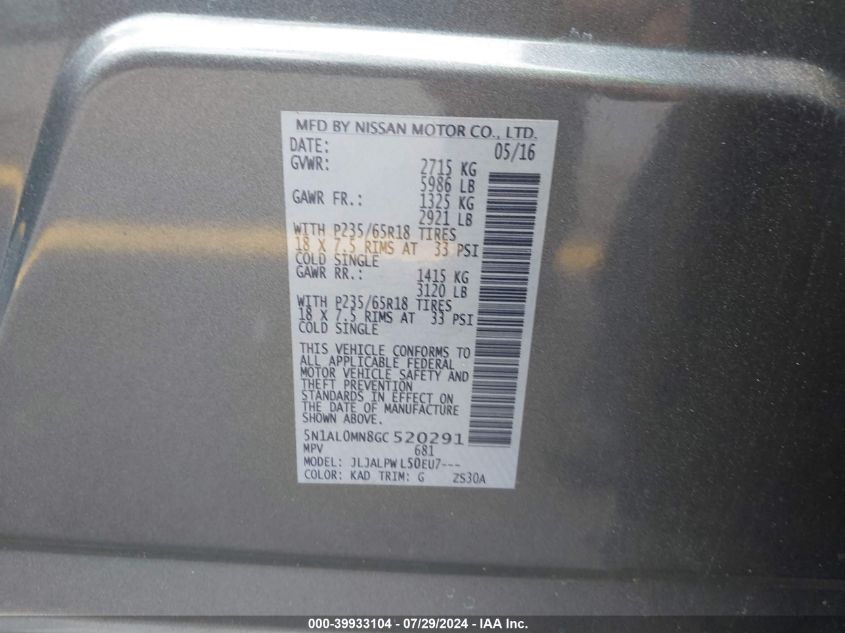 MFD BY NISSAN MOTOR CO., LTD.
DATE: 05/16
GVWR: 2715 KG
5986 LB
GAWR FR.: 1325 KG
2921 LB
WITH P235/65R18 TIRES
18 X 7.5 RIMS AT 33 PSI
COLD SINGLE
GAWR RR.: 1415 KG
3120 LB
WITH P235/65R18 TIRES
18 X 7.5 RIMS AT 33 PSI
COLD SINGLE
THIS VEHICLE CONFORMS TO
ALL APPLICABLE FEDERAL
MOTOR VEHICLE SAFETY AND
THEFT PREVENTION
STANDARDS IN EFFECT ON
THE DATE OF MANUFACTURE
SHOWN ABOVE.
5N1AL0MN8GC520291
MPV 681
MODEL: JLJALPWL50EU7---
COLOR: KAD TRIM: G ZS30A
000-39933104 - 07/29/2024 - IAA Inc.